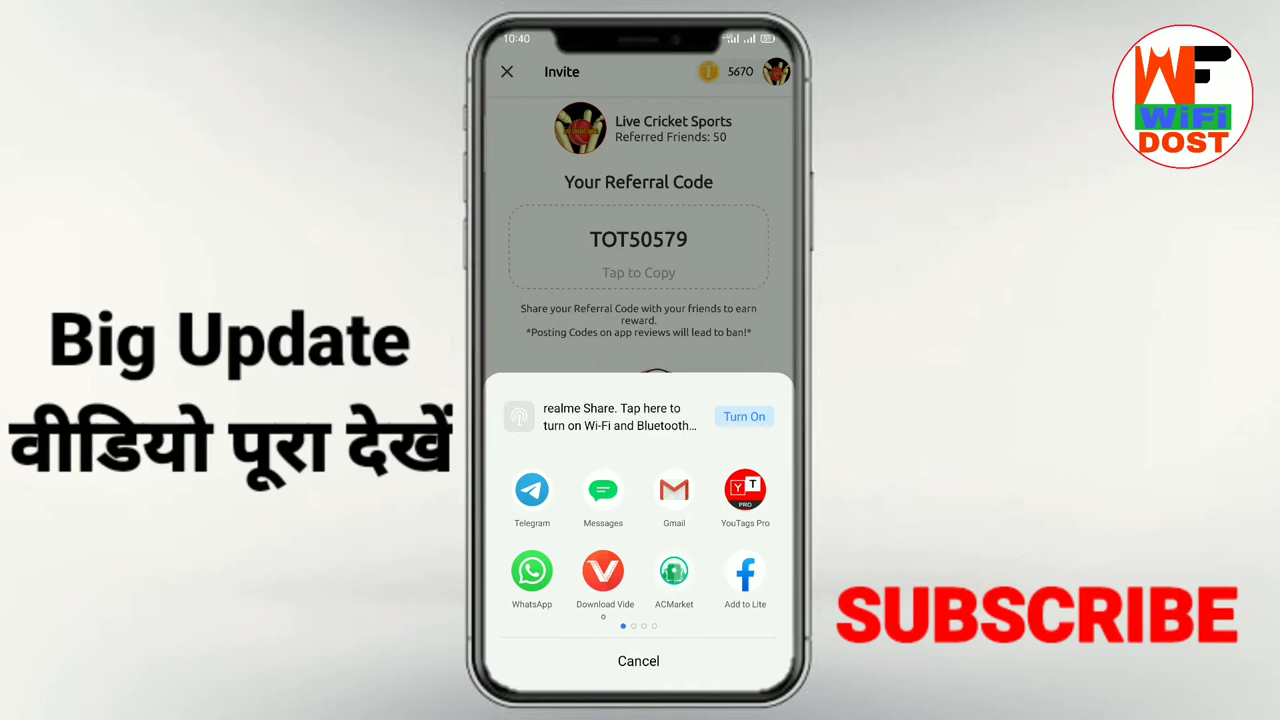 10:40
Invite
5670
Live Cricket Sports
Referred Friends: 50
Your Referral Code
TOT50579
Tap to Copy
Share your Referral Code with your friends to earn
reward.
*Posting Codes on app reviews will lead to ban!*
realme Share. Tap here to
turn on Wi-Fi and Bluetooth...
Turn On
Telegram
Messages
Gmail
YouTags Pro
WhatsApp
Download Vide
o
ACMarket
Add to Lite
Cancel
Big Update
वीडियो पूरा देखें
WF
WiFi
DOST
SUBSCRIBE